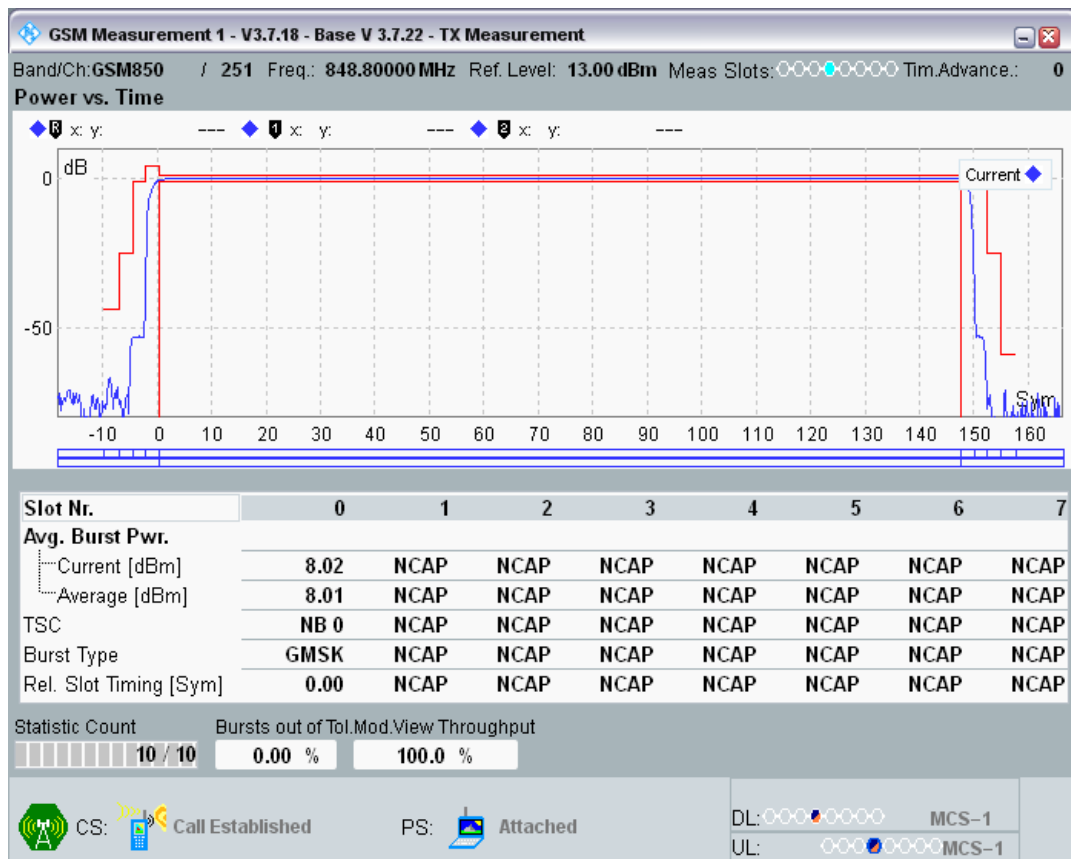 GSM Measurement 1 - V3.7.18 - Base V 3.7.22 - TX Measurement
Band/Ch:GSM850 / 251 Freq.: 848.80000 MHz Ref. Level: 13.00 dBm Meas Slots: Tim.Advance.: 0
Power vs. Time
R x: y: --- 1 x: y: --- 2 x: y: ---
dB
0
Current
-50
Sym
-10 0 10 20 30 40 50 60 70 80 90 100 110 120 130 140 150 160
Slot Nr. 0 1 2 3 4 5 6 7
Avg. Burst Pwr.
Current [dBm] 8.02 NCAP NCAP NCAP NCAP NCAP NCAP NCAP
Average [dBm] 8.01 NCAP NCAP NCAP NCAP NCAP NCAP NCAP
TSC NB 0 NCAP NCAP NCAP NCAP NCAP NCAP NCAP
Burst Type GMSK NCAP NCAP NCAP NCAP NCAP NCAP NCAP
Rel. Slot Timing [Sym] 0.00 NCAP NCAP NCAP NCAP NCAP NCAP NCAP
Statistic Count Bursts out of Tol.Mod.View Throughput
10 / 10 0.00 % 100.0 %
CS: Call Established PS: Attached DL: MCS-1
UL: MCS-1